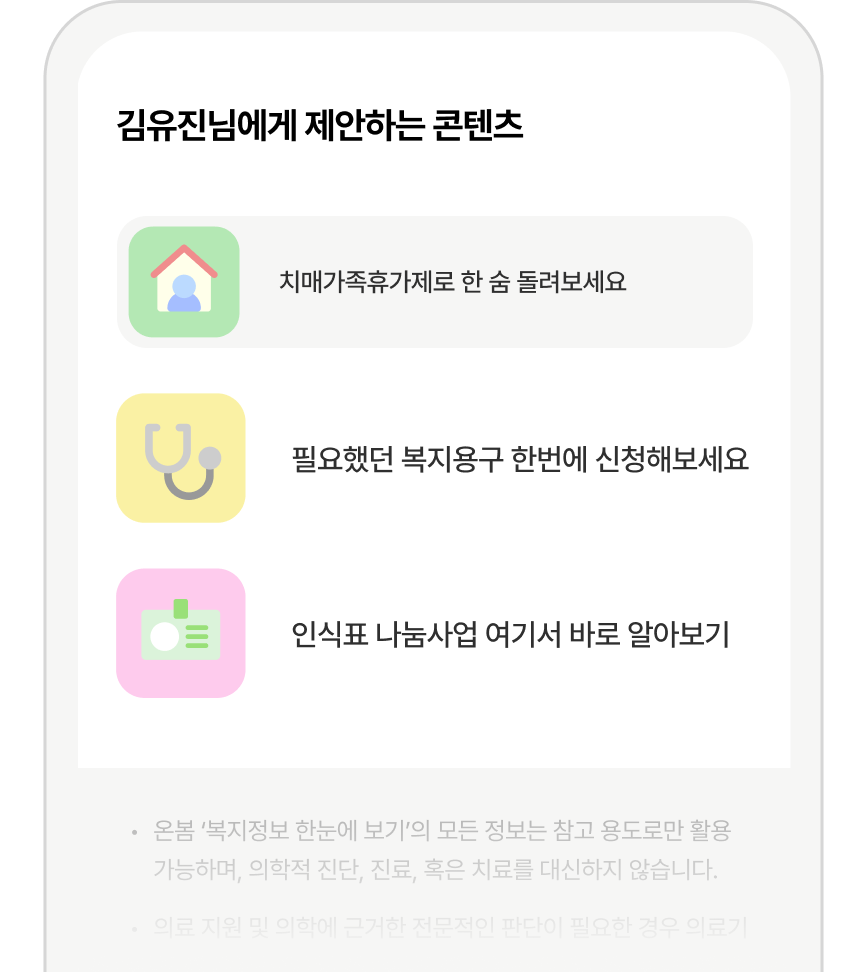 김유진님에게 제안하는 콘텐츠
치매가족휴가제로 한 숨 돌려보세요
필요했던 복지용구 한번에 신청해보세요
인식표 나눔사업 여기서 바로 알아보기
• 온봄 ‘복지정보 한눈에 보기’의 모든 정보는 참고 용도로만 활용
가능하며, 의학적 진단, 진료, 혹은 치료를 대신하지 않습니다.
• 의료 지원 및 의학에 근거한 전문적인 판단이 필요한 경우 의료기